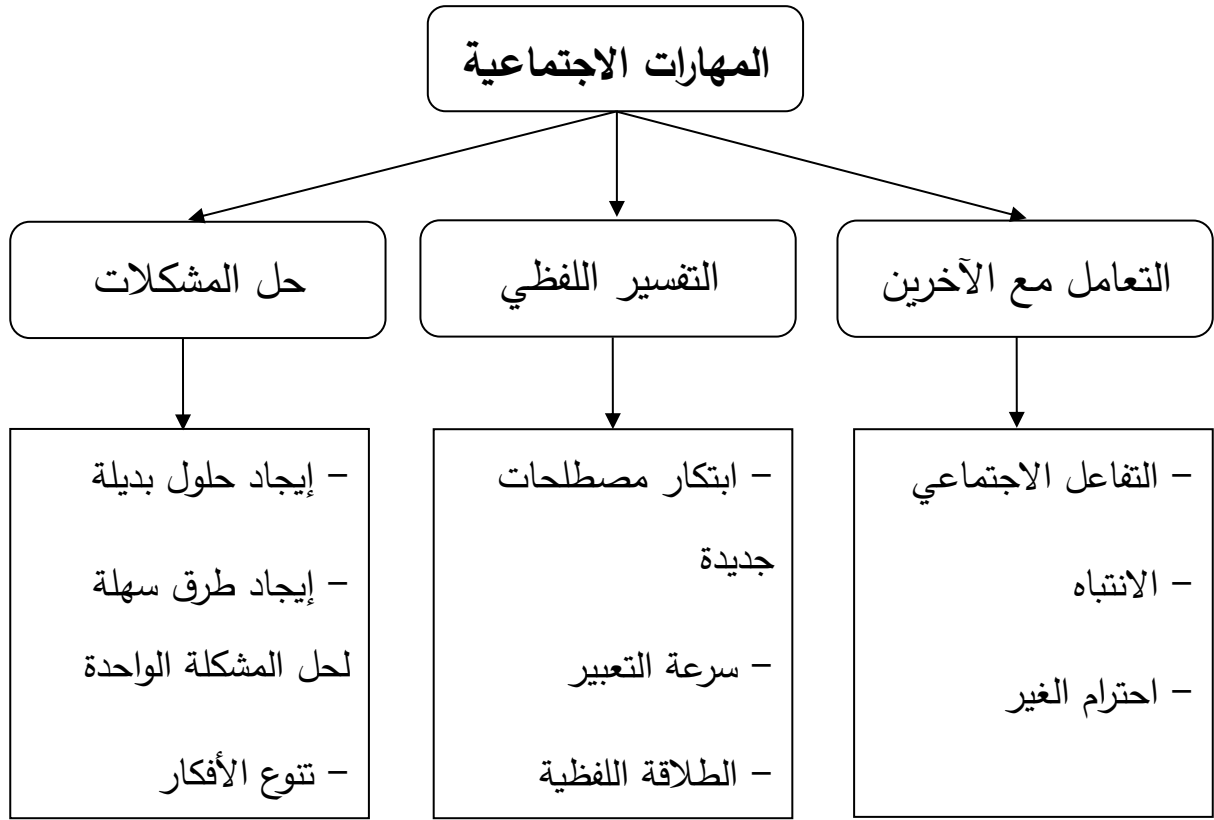 المهارات الاجتماعية
التعامل مع الآخرين
التفسير اللفظي
حل المشكلات
- التفاعل الاجتماعي
- الانتباه
- احترام الغير
- ابتكار مصطلحات
جديدة
- سرعة التعبير
- الطلاقة اللفظية
- إيجاد حلول بديلة
- إيجاد طرق سهلة
لحل المشكلة الواحدة
- تنوع الأفكار